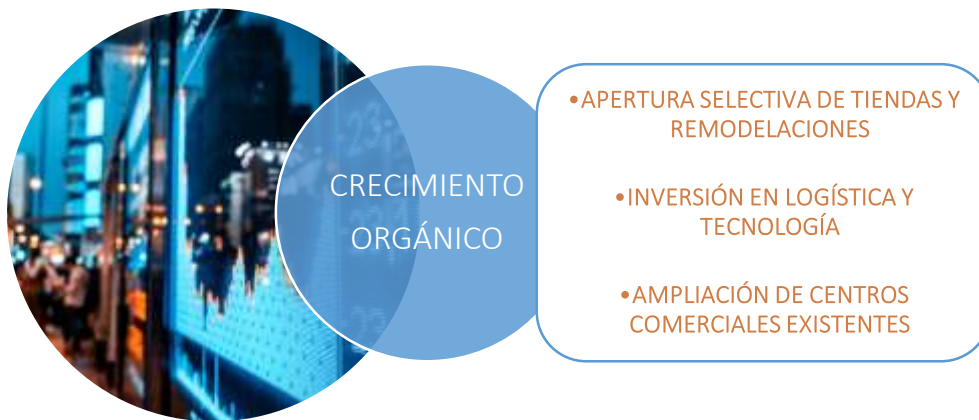 CRECIMIENTO
ORGÁNICO
•APERTURA SELECTIVA DE TIENDAS Y
REMODELACIONES
•INVERSIÓN EN LOGÍSTICA Y
TECNOLOGÍA
•AMPLIACIÓN DE CENTROS
COMERCIALES EXISTENTES